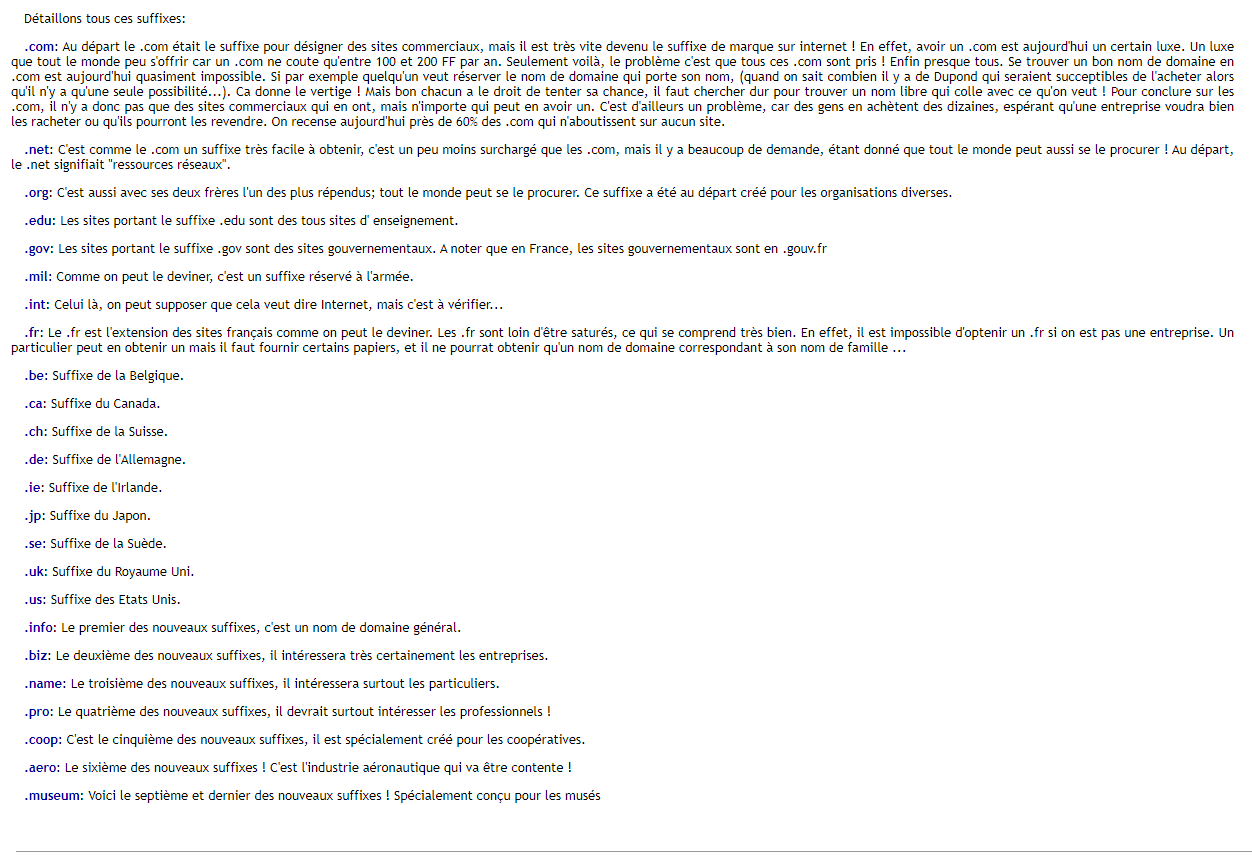 Détaillons tous ces suffixes:
.com: Au départ le .com était le suffixe pour désigner des sites commerciaux, mais il est très vite devenu le suffixe de marque sur internet ! En effet, avoir un .com est aujourd'hui un certain luxe. Un luxe
que tout le monde peu s'offrir car un .com ne coute qu'entre 100 et 200 FF par an. Seulement voilà, le problème c'est que tous ces .com sont pris ! Enfin presque tous. Se trouver un bon nom de domaine en
.com est aujourd'hui quasiment impossible. Si par exemple quelqu'un veut réserver le nom de domaine qui porte son nom, (quand on sait combien il y a de Dupond qui seraient succeptibles de l'acheter alors
qu'il n'y a qu'une seule possibilité...). Ca donne le vertige ! Mais bon chacun a le droit de tenter sa chance, il faut chercher dur pour trouver un nom libre qui colle avec ce qu'on veut ! Pour conclure sur les
.com, il n'y a donc pas que des sites commerciaux qui en ont, mais n'importe qui peut en avoir un. C'est d'ailleurs un problème, car des gens en achètent des dizaines, espérant qu'une entreprise voudra bien
les racheter ou qu'ils pourront les revendre. On recense aujourd'hui près de 60% des .com qui n'aboutissent sur aucun site.
.net: C'est comme le .com un suffixe très facile à obtenir, c'est un peu moins surchargé que les .com, mais il y a beaucoup de demande, étant donné que tout le monde peut aussi se le procurer ! Au départ,
le .net signifiait "ressources réseaux".
.org: C'est aussi avec ses deux frères l'un des plus répendus; tout le monde peut se le procurer. Ce suffixe a été au départ créé pour les organisations diverses.
.edu: Les sites portant le suffixe .edu sont des tous sites d' enseignement.
.gov: Les sites portant le suffixe .gov sont des sites gouvernementaux. A noter que en France, les sites gouvernementaux sont en .gouv.fr
.mil: Comme on peut le deviner, c'est un suffixe réservé à l'armée.
.int: Celui là, on peut supposer que cela veut dire Internet, mais c'est à vérifier...
.fr: Le .fr est l'extension des sites français comme on peut le deviner. Les .fr sont loin d'être saturés, ce qui se comprend très bien. En effet, il est impossible d'optenir un .fr si on est pas une entreprise. Un
particulier peut en obtenir un mais il faut fournir certains papiers, et il ne pourrat obtenir qu'un nom de domaine correspondant à son nom de famille ...
.be: Suffixe de la Belgique.
.ca: Suffixe du Canada.
.ch: Suffixe de la Suisse.
.de: Suffixe de l'Allemagne.
.ie: Suffixe de l'Irlande.
.jp: Suffixe du Japon.
.se: Suffixe de la Suède.
.uk: Suffixe du Royaume Uni.
.us: Suffixe des Etats Unis.
.info: Le premier des nouveaux suffixes, c'est un nom de domaine général.
.biz: Le deuxième des nouveaux suffixes, il intéressera très certainement les entreprises.
.name: Le troisième des nouveaux suffixes, il intéressera surtout les particuliers.
.pro: Le quatrième des nouveaux suffixes, il devrait surtout intéresser les professionnels !
.coop: C'est le cinquième des nouveaux suffixes, il est spécialement créé pour les coopératives.
.aero: Le sixième des nouveaux suffixes ! C'est l'industrie aéronautique qui va être contente !
.museum: Voici le septième et dernier des nouveaux suffixes ! Spécialement conçu pour les musés